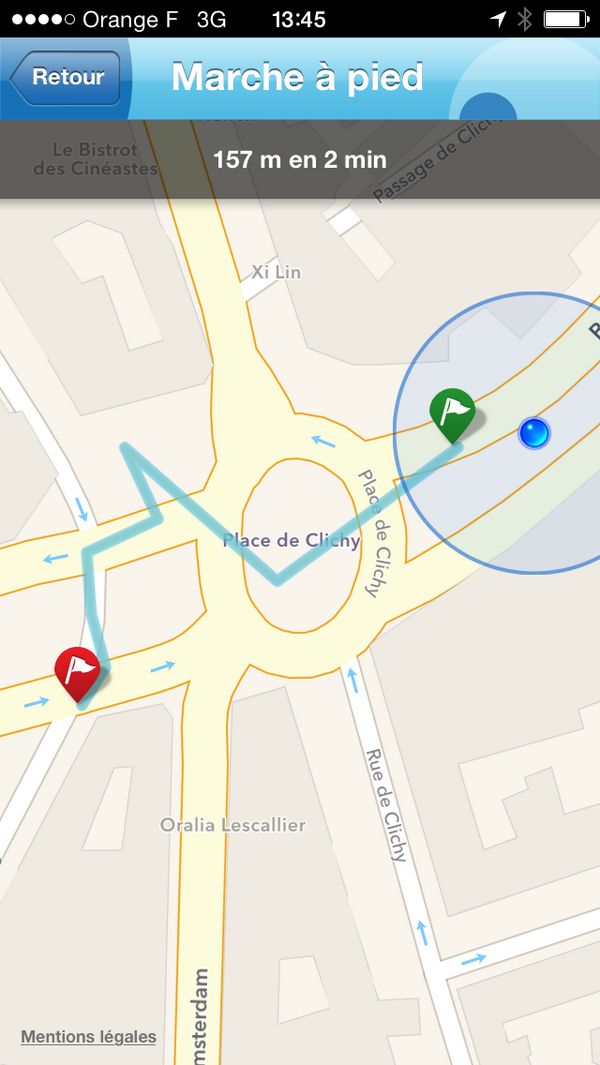 Orange F 3G 13:45
Retour
Marche à pied
157 m en 2 min
Le Bistrot
des Cinéastes
Passage de Clichy
Xi Lin
Place de Clichy
Place de Clichy
Oralia Lescallier
Rue de Clichy
msterdam
Mentions légales